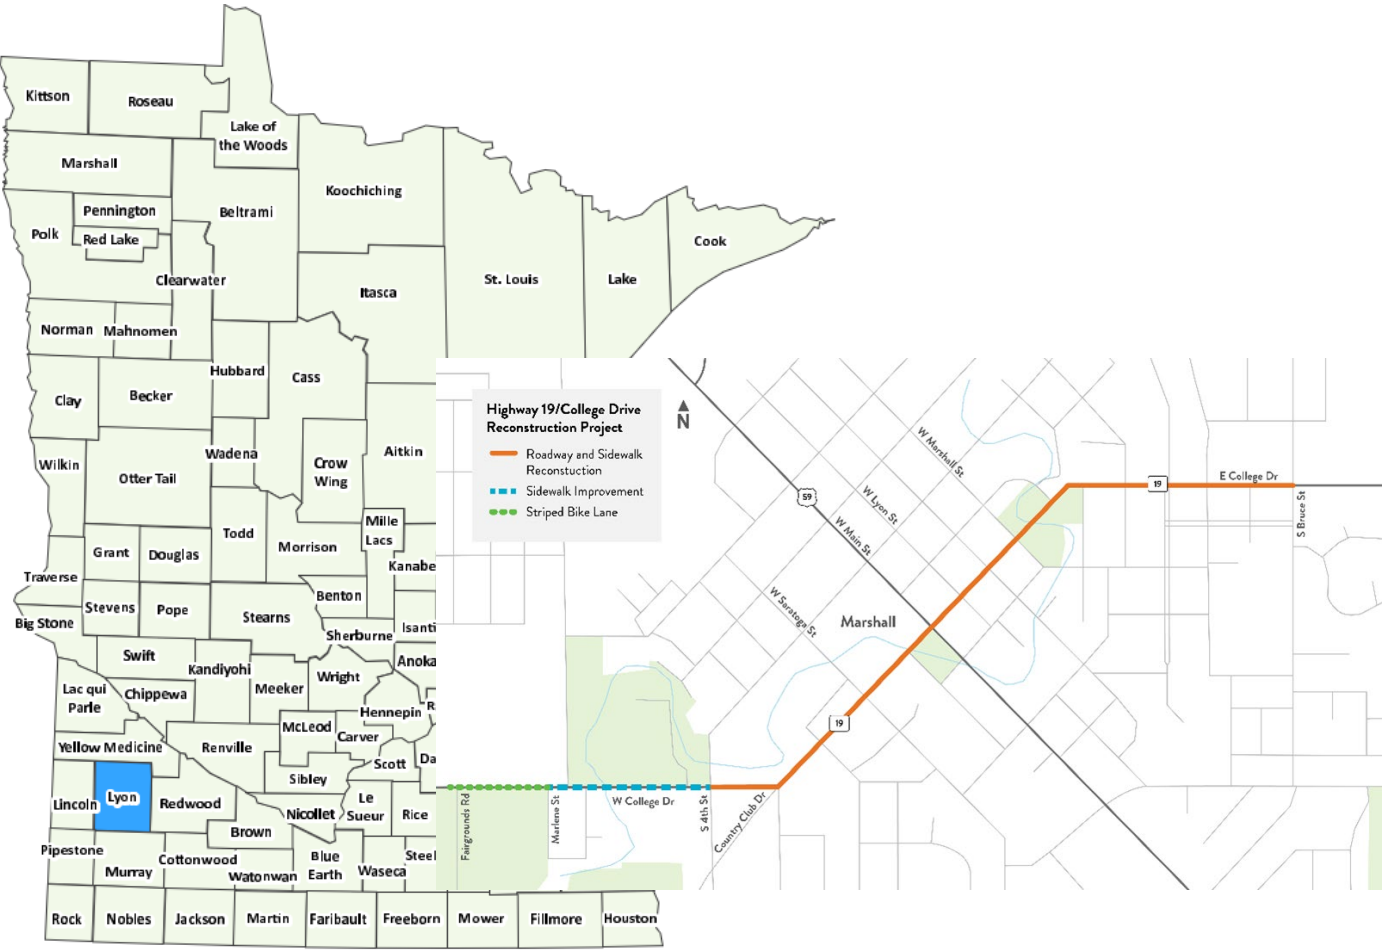 Kittson
Roseau
Lake of
the Woods
Marshall
Koochiching
Pennington
Beltrami
Polk
Red Lake
Cook
Clearwater
St. Louis
Lake
Itasca
Norman
Mahnomen
Hubbard
Cass
Clay
Becker
Wadena
Aitkin
Wilkin
Otter Tail
Crow
Wing
Mille
Lacs
Todd
Morrison
Grant
Douglas
Kanabe
Traverse
Benton
Stevens
Pope
Stearns
Big Stone
Isanti
Sherburne
Swift
Kandiyohi
Anoka
Wright
Meeker
Lac qui
Parle
Chippewa
Hennepin
R
McLeod
Carver
Yellow Medicine
Renville
Scott
Da
Sibley
Lincoln
Lyon
Redwood
Nicollet
Le
Sueur
Rice
Brown
Pipestone
Cottonwood
Blue
Earth
Steel
Murray
Watonwan
Waseca
Rock
Nobles
Jackson
Martin
Faribault
Freeborn
Mower
Fillmore
Houston
Highway 19/College Drive
Reconstruction Project
Roadway and Sidewalk
Reconstuction
Sidewalk Improvement
Striped Bike Lane
N
59
W Marshall St
W Lyon St
W Main St
W Saratoga St
Marshall
19
E College Dr
S Bruce St
19
W College Dr
Fairgrounds Rd
Marlene St
S 4th St
Country Club Dr